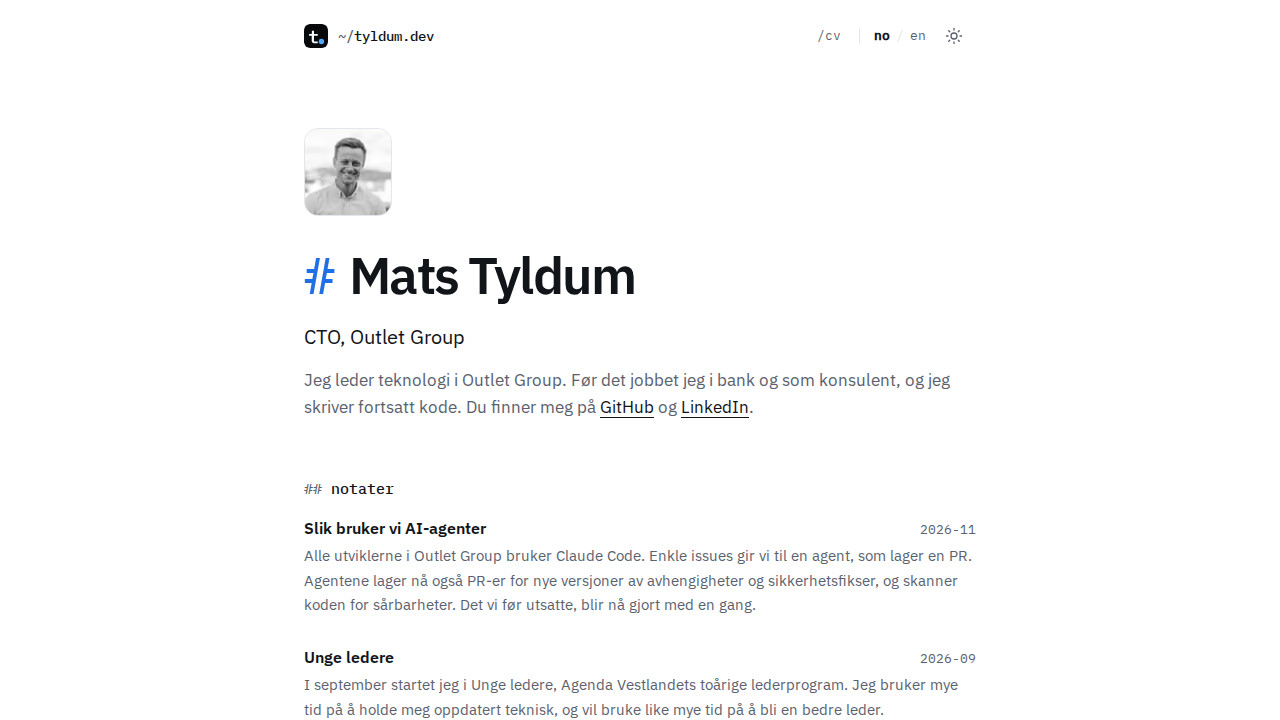 t. ~/tyldum.dev /cv no / en
# Mats Tyldum
CTO, Outlet Group
Jeg leder teknologi i Outlet Group. Før det jobbet jeg i bank og som konsulent, og jeg
skriver fortsatt kode. Du finner meg på GitHub og LinkedIn.
## notater
Slik bruker vi AI-agenter 2026-11
Alle utviklerne i Outlet Group bruker Claude Code. Enkle issues gir vi til en agent, som lager en PR.
Agentene lager nå også PR-er for nye versjoner av avhengigheter og sikkerhetsfikser, og skanner
koden for sårbarheter. Det vi før utsatte, blir nå gjort med en gang.
Unge ledere 2026-09
I september startet jeg i Unge ledere, Agenda Vestlandets toårige lederprogram. Jeg bruker mye
tid på å holde meg oppdatert teknisk, og vil bruke like mye tid på å bli en bedre leder.